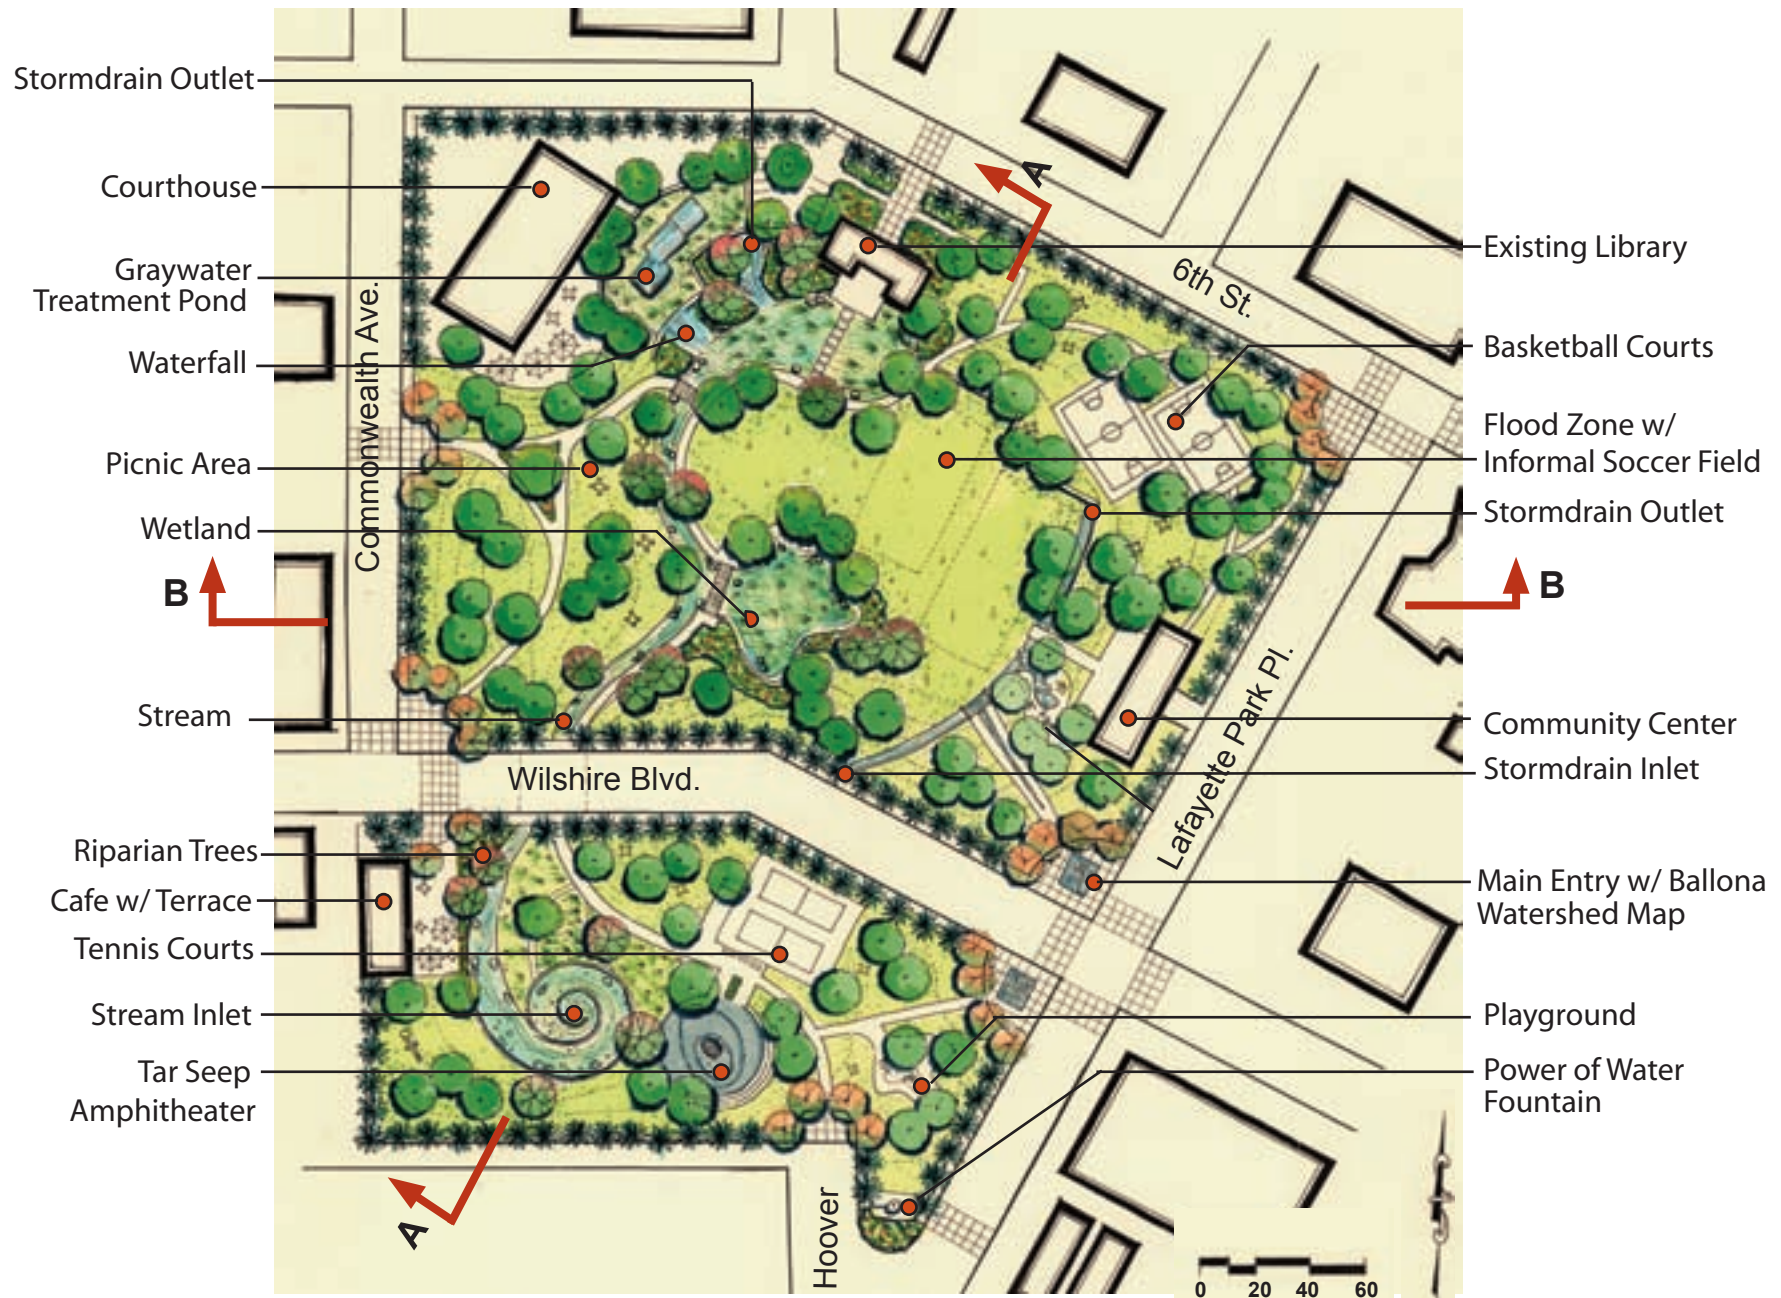 Stormdrain Outlet
Courthouse
Graywater
Treatment Pond
Waterfall
Picnic Area
Wetland
B
Stream
Riparian Trees
Cafe w/ Terrace
Tennis Courts
Stream Inlet
Tar Seep
Amphitheater
Commonwealth Ave.
A
6th St.
Wilshire Blvd.
Lafayette Park Pl.
A
Hoover
Existing Library
Basketball Courts
Flood Zone w/
Informal Soccer Field
Stormdrain Outlet
B
Community Center
Stormdrain Inlet
Main Entry w/ Ballona
Watershed Map
Playground
Power of Water
Fountain
0 20 40 60